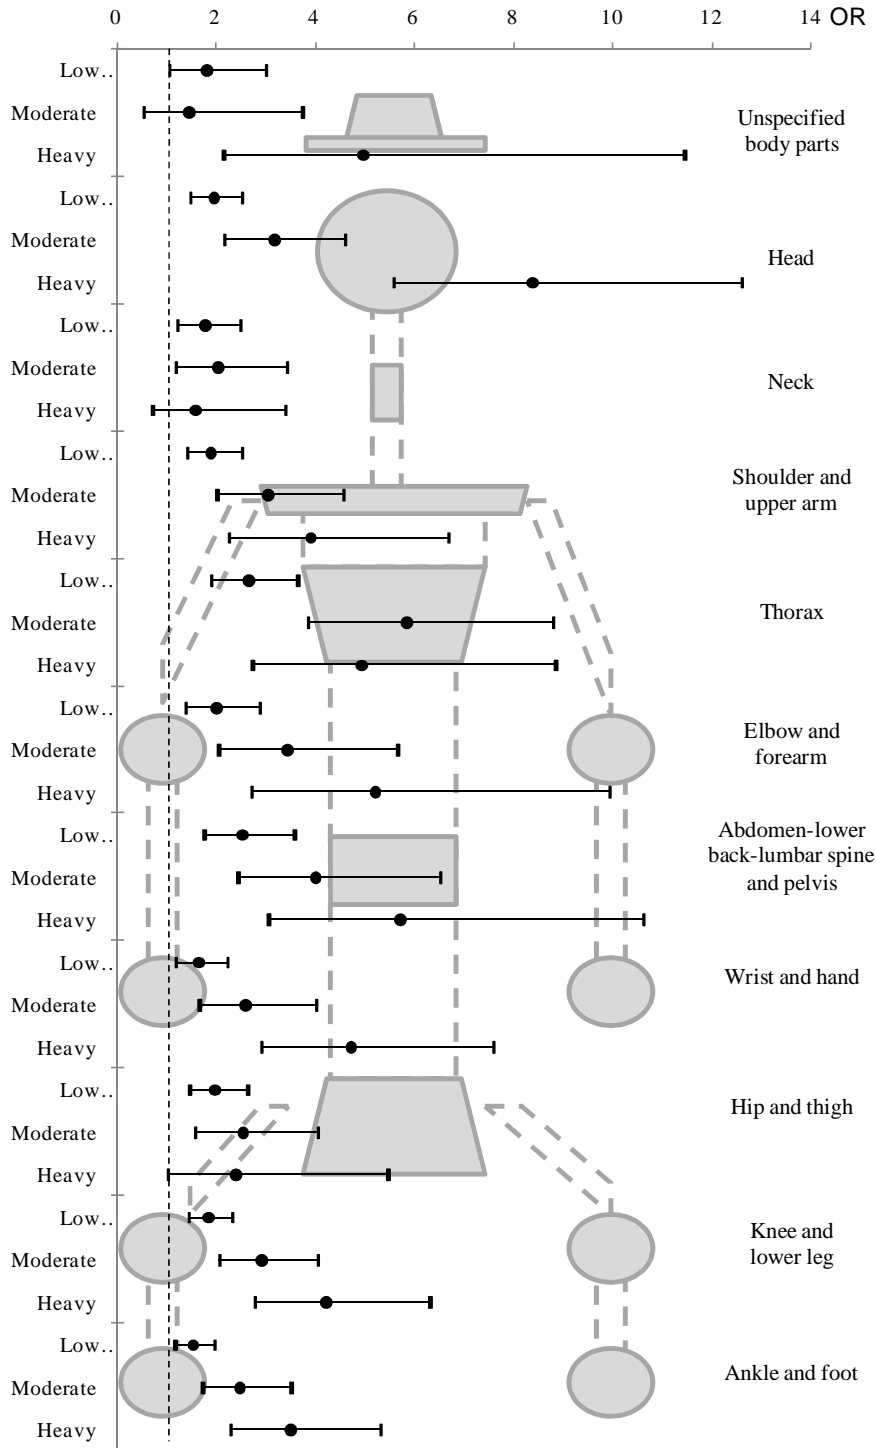 0 2 4 6 8 10 12 14 OR
Low..
Moderate
Heavy
Unspecified
body parts
Low..
Moderate
Heavy
Head
Low..
Moderate
Heavy
Neck
Low..
Moderate
Heavy
Shoulder and
upper arm
Low..
Moderate
Heavy
Thorax
Low..
Moderate
Heavy
Elbow and
forearm
Low..
Moderate
Heavy
Abdomen-lower
back-lumbar spine
and pelvis
Low..
Moderate
Heavy
Wrist and hand
Low..
Moderate
Heavy
Hip and thigh
Low..
Moderate
Heavy
Knee and
lower leg
Low..
Moderate
Heavy
Ankle and foot